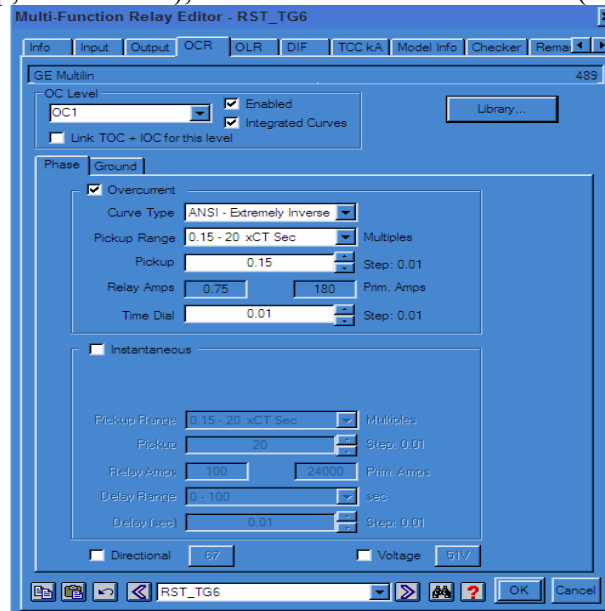 Multi-Function Relay Editor - RST_TG6
Info Input Output OCR OLR DIF TCC kA Model Info Checker Rema
GE Multilin 489
OC Level
OC1 Enabled Library...
Integrated Curves
Link TOC + IOC for this level
Phase Ground
Overcurrent
Curve Type ANSI - Extremely Inverse
Pickup Range 0.15 - 20 xCT Sec Multiples
Pickup 0.15 Step: 0.01
Relay Amps 0.75 180 Prim. Amps
Time Dial 0.01 Step: 0.01
Instantaneous
Pickup Range 0.15 - 20 xCT Sec Multiples
Pickup 20 Step: 0.01
Relay Amps 100 24000 Prim. Amps
Delay Range 0 - 100 sec
Delay (sec) 0.01 Step: 0.01
Directional 67 Voltage 51V
RST_TG6 ? OK Cancel